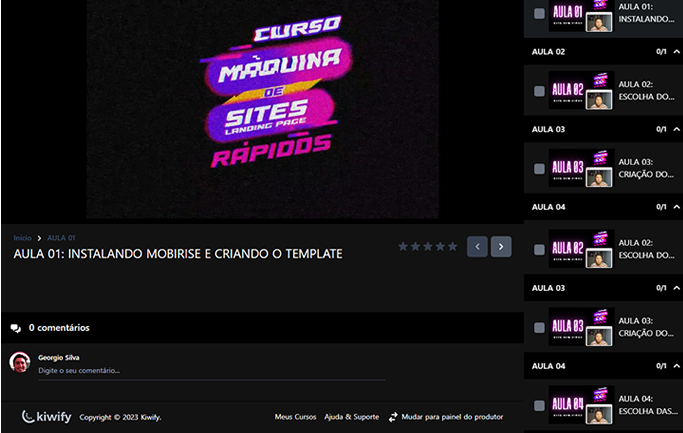 CURSO
MÁQUINA
DE
SITES
LANDING PAGE
RÁPIDOS
Início > AULA 01
AULA 01: INSTALANDO MOBIRISE E CRIANDO O TEMPLATE
0 comentários
Georgio Silva
Digite o seu comentário...
kiwify
Copyright © 2023 Kiwify.
Meus Cursos
Ajuda & Suporte
Mudar para painel do produtor
AULA 01
AULA 01:
INSTALANDO...
AULA 02
0/1
AULA 02
AULA 02:
ESCOLHA DO...
AULA 03
0/1
AULA 03
AULA 03:
CRIAÇÃO DO...
AULA 04
0/1
AULA 02
AULA 02:
ESCOLHA DO...
AULA 03
0/1
AULA 03
AULA 03:
CRIAÇÃO DO...
AULA 04
0/1
AULA 04
AULA 04:
ESCOLHA DAS...